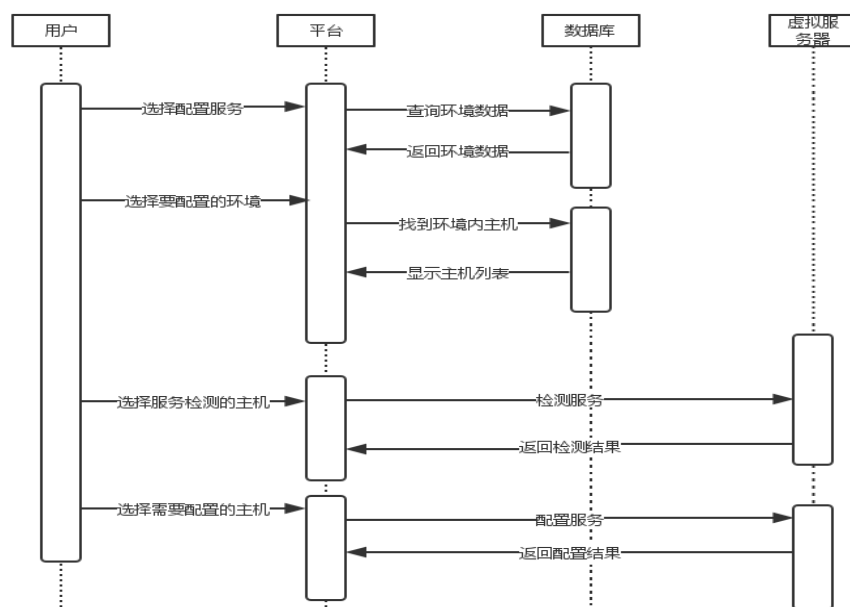 用户
平台
数据库
虚拟服
务器
选择配置服务
查询环境数据
返回环境数据
选择要配置的环境
找到环境内主机
显示主机列表
选择服务检测的主机
检测服务
返回检测结果
选择需要配置的主机
配置服务
返回配置结果